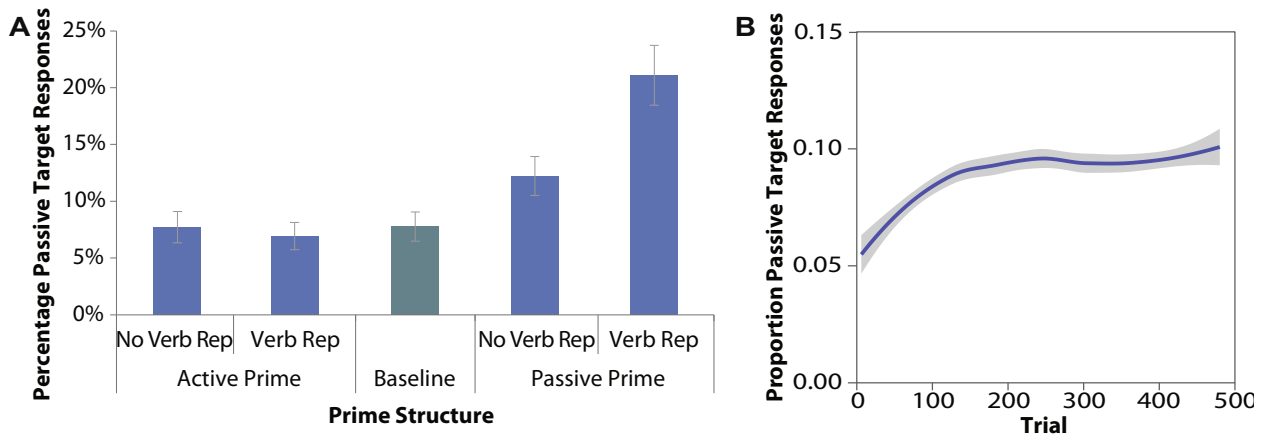 A
Percentage Passive Target Responses
25%
20%
15%
10%
5%
0%
No Verb Rep Verb Rep No Verb Rep Verb Rep
Active Prime Baseline Passive Prime
Prime Structure
B
Proportion Passive Target Responses
0.15
0.10
0.05
0.00
0 100 200 300 400 500
Trial